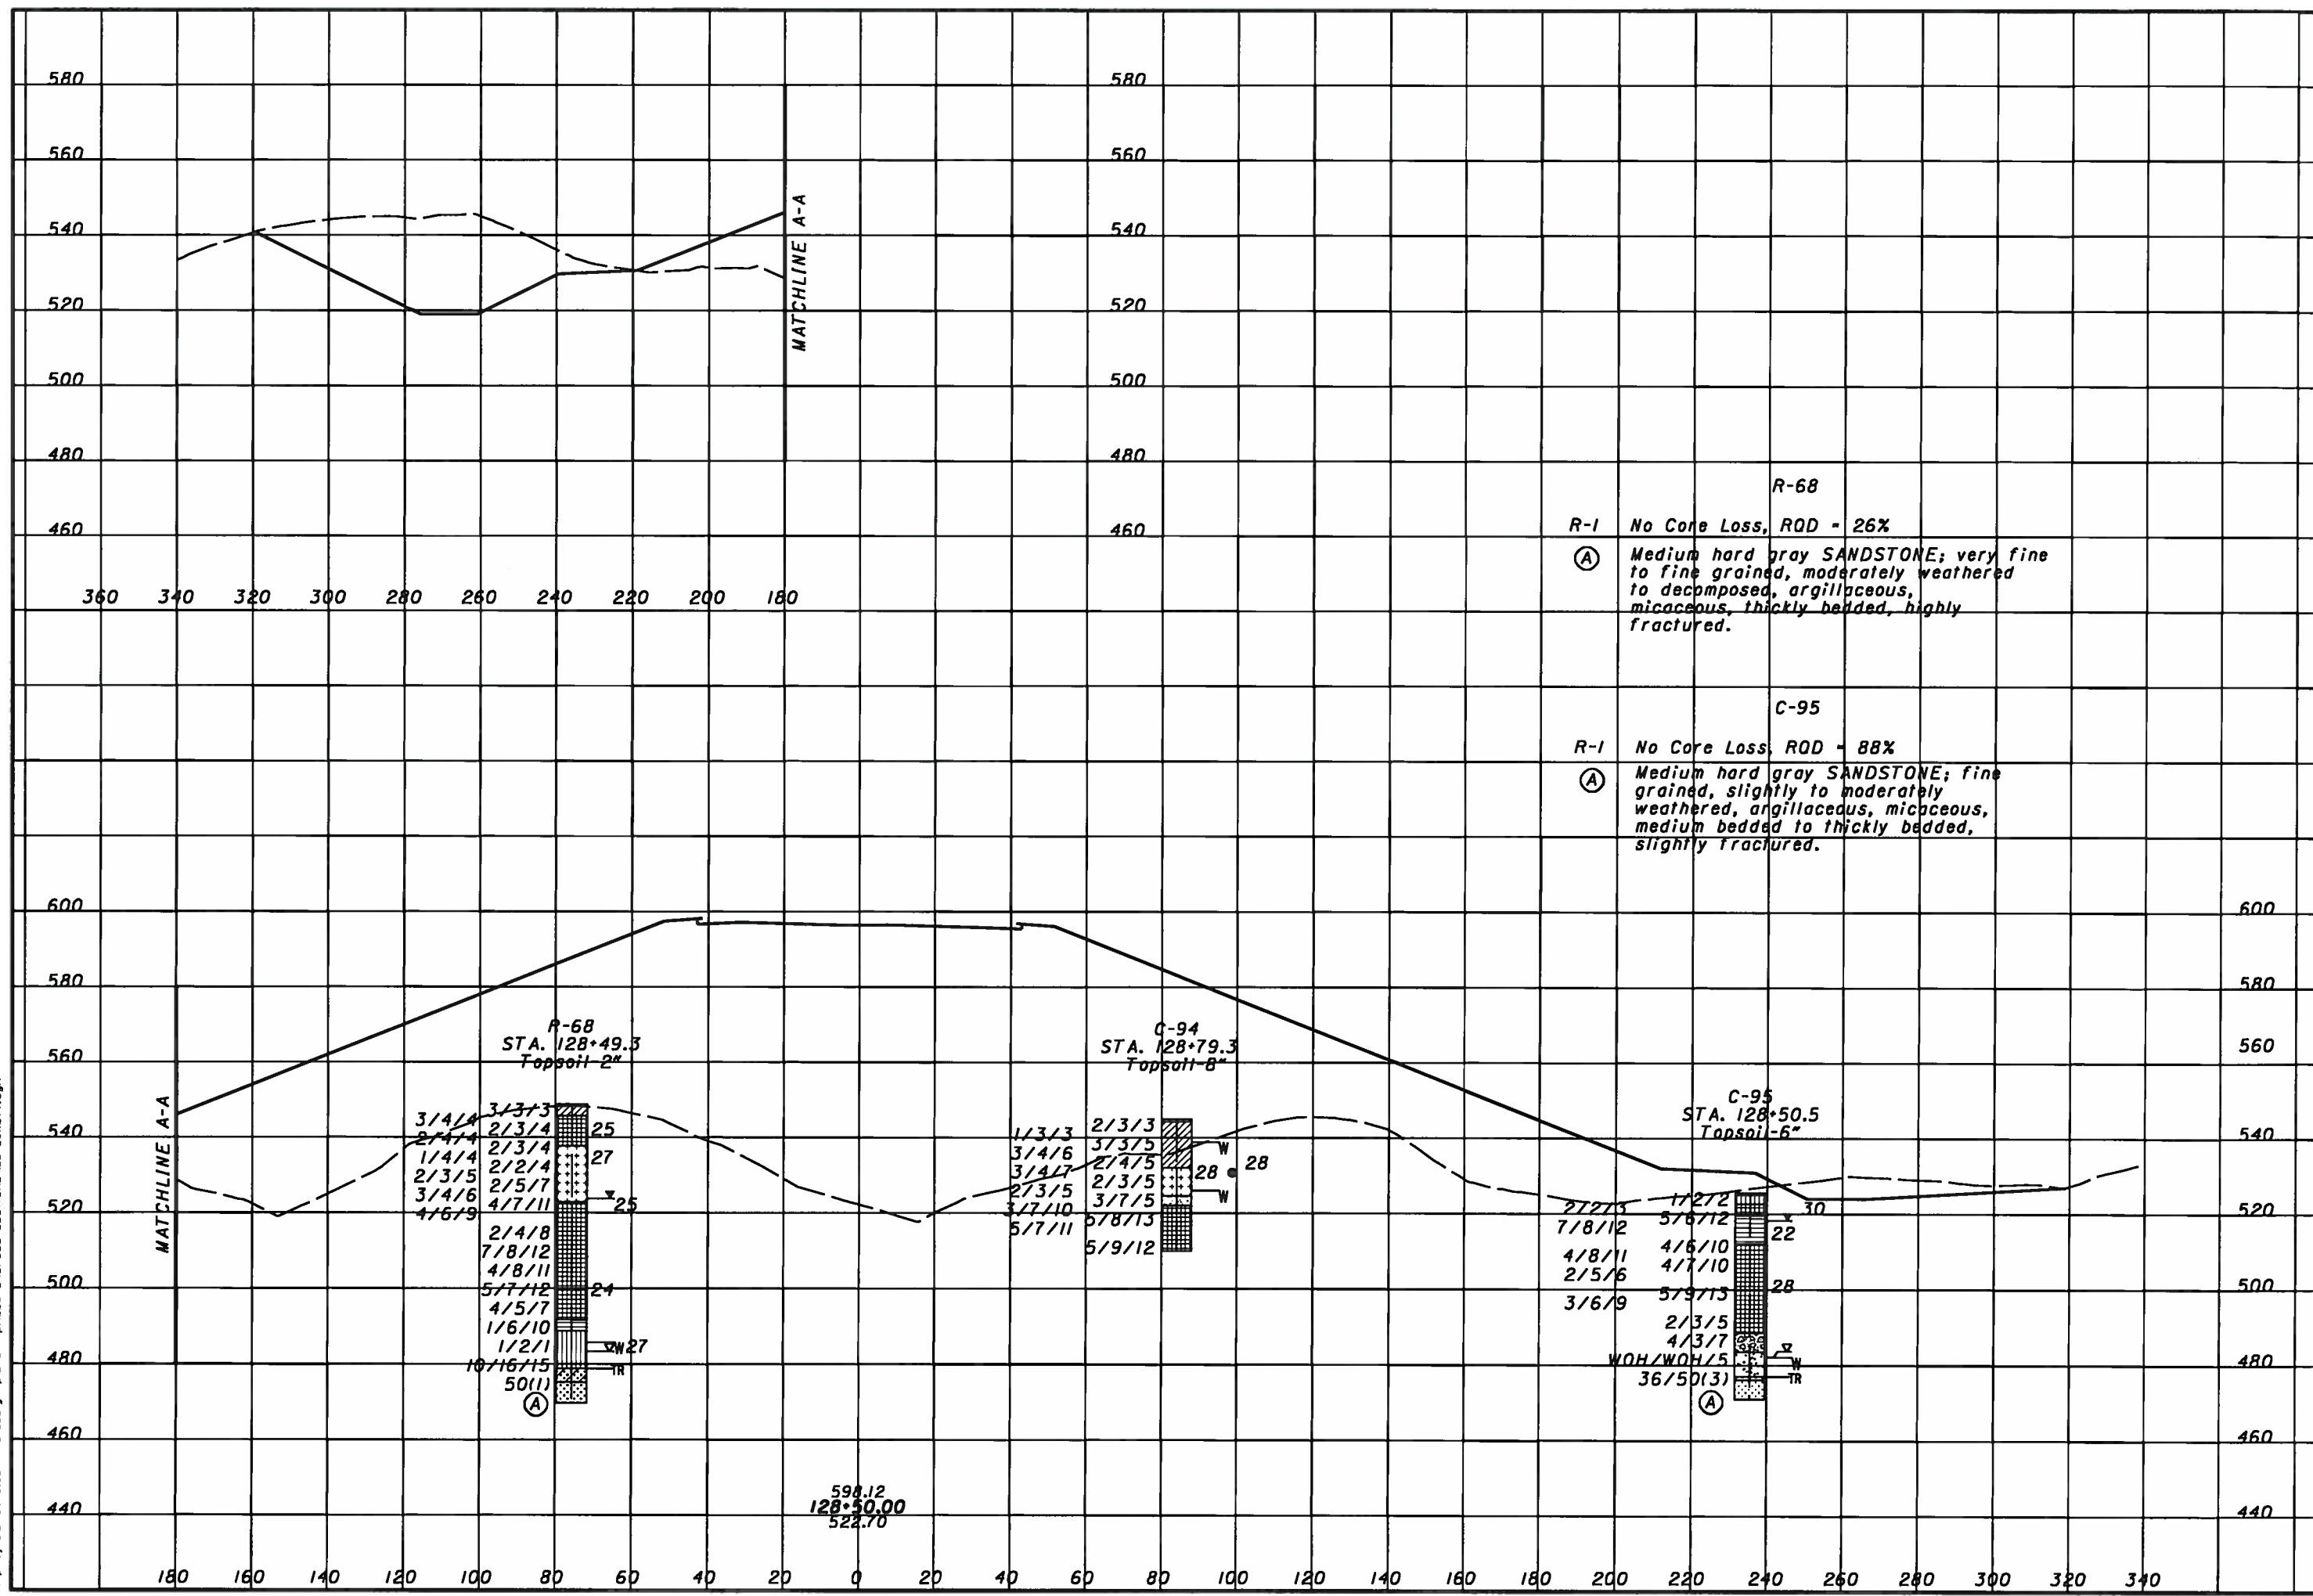 580 580
560 560
540 540
520 520
500 500
480 480
460 460
MATCHLINE A-A
360 340 320 300 280 260 240 220 200 180
R-68
R-1 No Core Loss, RQD = 26%
A Medium hard gray SANDSTONE; very fine
to fine grained, moderately weathered
to decomposed, argillaceous,
micaceous, thickly bedded, highly
fractured.
C-95
R-1 No Core Loss, RQD = 88%
A Medium hard gray SANDSTONE; fine
grained, slightly to moderately
weathered, argillaceous, micaceous,
medium bedded to thickly bedded,
slightly fractured.
600 600
580 580
560 560
540 540
520 520
500 500
480 480
460 460
440 440
MATCHLINE A-A
R-68
STA. 128+49.3
Topsoil-2"
3/4/4
2/4/4
1/4/4
2/3/5
3/4/6
4/6/9
3/3/3
2/3/4
2/3/4
2/2/4
2/5/7
4/7/11
2/4/8
7/8/12
4/8/11
5/7/12
4/5/7
1/6/10
1/2/1
10/16/15
50(1)
A
25
27
25
24
W 27
TR
C-94
STA. 128+79.3
Topsoil-8"
1/3/3
3/4/6
3/4/7
2/3/5
3/7/10
5/7/11
2/3/3
3/3/5
2/4/5
2/3/5
3/7/5
5/8/13
5/9/12
W
28 28
W
C-95
STA. 128+50.5
Topsoil-6"
2/2/3
7/8/12
4/8/11
2/5/6
3/6/9
1/2/2
5/6/12
4/6/10
4/7/10
5/9/13
2/3/5
4/3/7
WOH/WOH/5
36/50(3)
A
30
22
28
W
TR
598.12
128+50.00
522.70
180 160 140 120 100 80 60 40 20 0 20 40 60 80 100 120 140 160 180 200 220 240 260 280 300 320 340